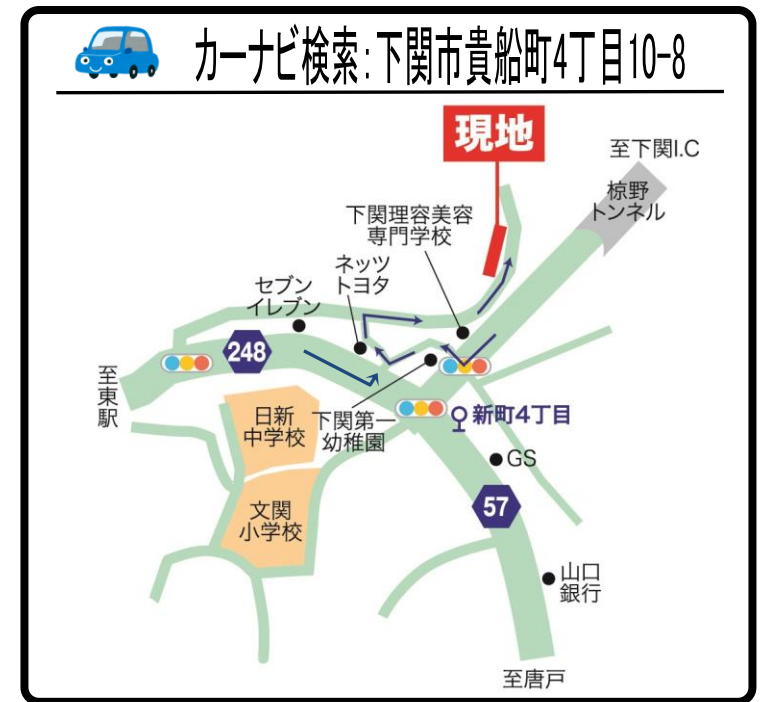 カーナビ検索:下関市貴船町4丁目10-8
現地
至下関I.C
椋野
トンネル
下関理容美容
専門学校
ネッツ
トヨタ
セブン
イレブン
248
至東駅
日新
中学校
下関第一
幼稚園
新町4丁目
GS
57
文関
小学校
山口
銀行
至唐戸